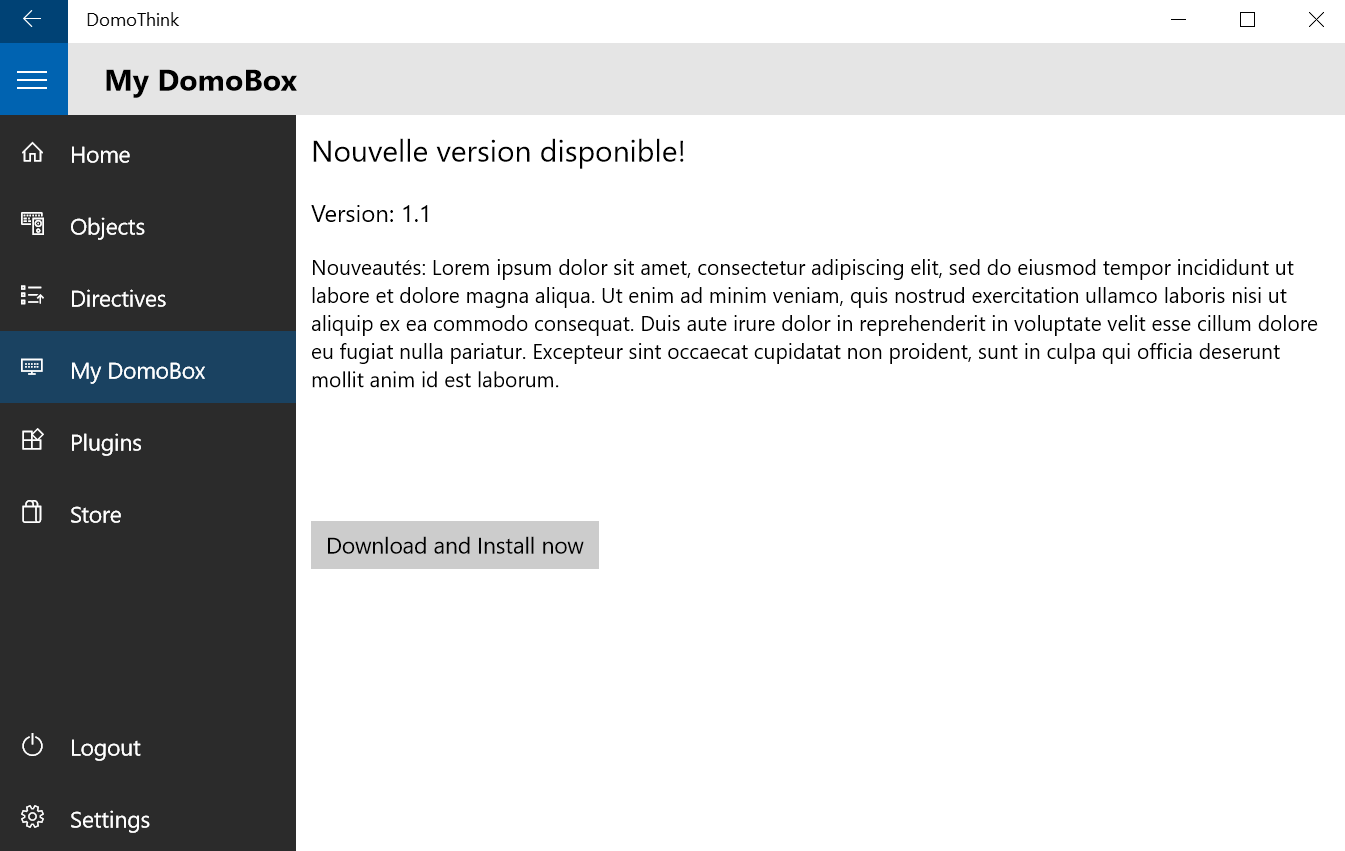 DomoThink
My DomoBox
Home
Objects
Directives
My DomoBox
Plugins
Store
Logout
Settings
Nouvelle version disponible!
Version: 1.1
Nouveautés: Lorem ipsum dolor sit amet, consectetur adipiscing elit, sed do eiusmod tempor incididunt ut
labore et dolore magna aliqua. Ut enim ad minim veniam, quis nostrud exercitation ullamco laboris nisi ut
aliquip ex ea commodo consequat. Duis aute irure dolor in reprehenderit in voluptate velit esse cillum dolore
eu fugiat nulla pariatur. Excepteur sint occaecat cupidatat non proident, sunt in culpa qui officia deserunt
mollit anim id est laborum.
Download and Install now